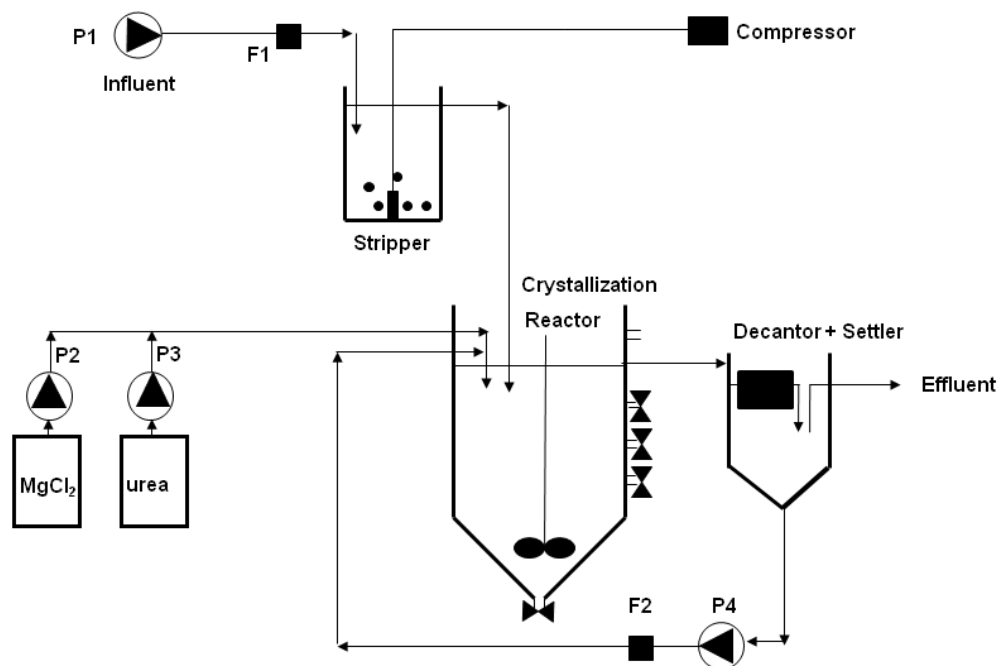 P1
F1
Compressor
Influent
Stripper
Crystallization
Reactor
Decantor + Settler
P2
P3
Effluent
MgCl₂
urea
F2
P4